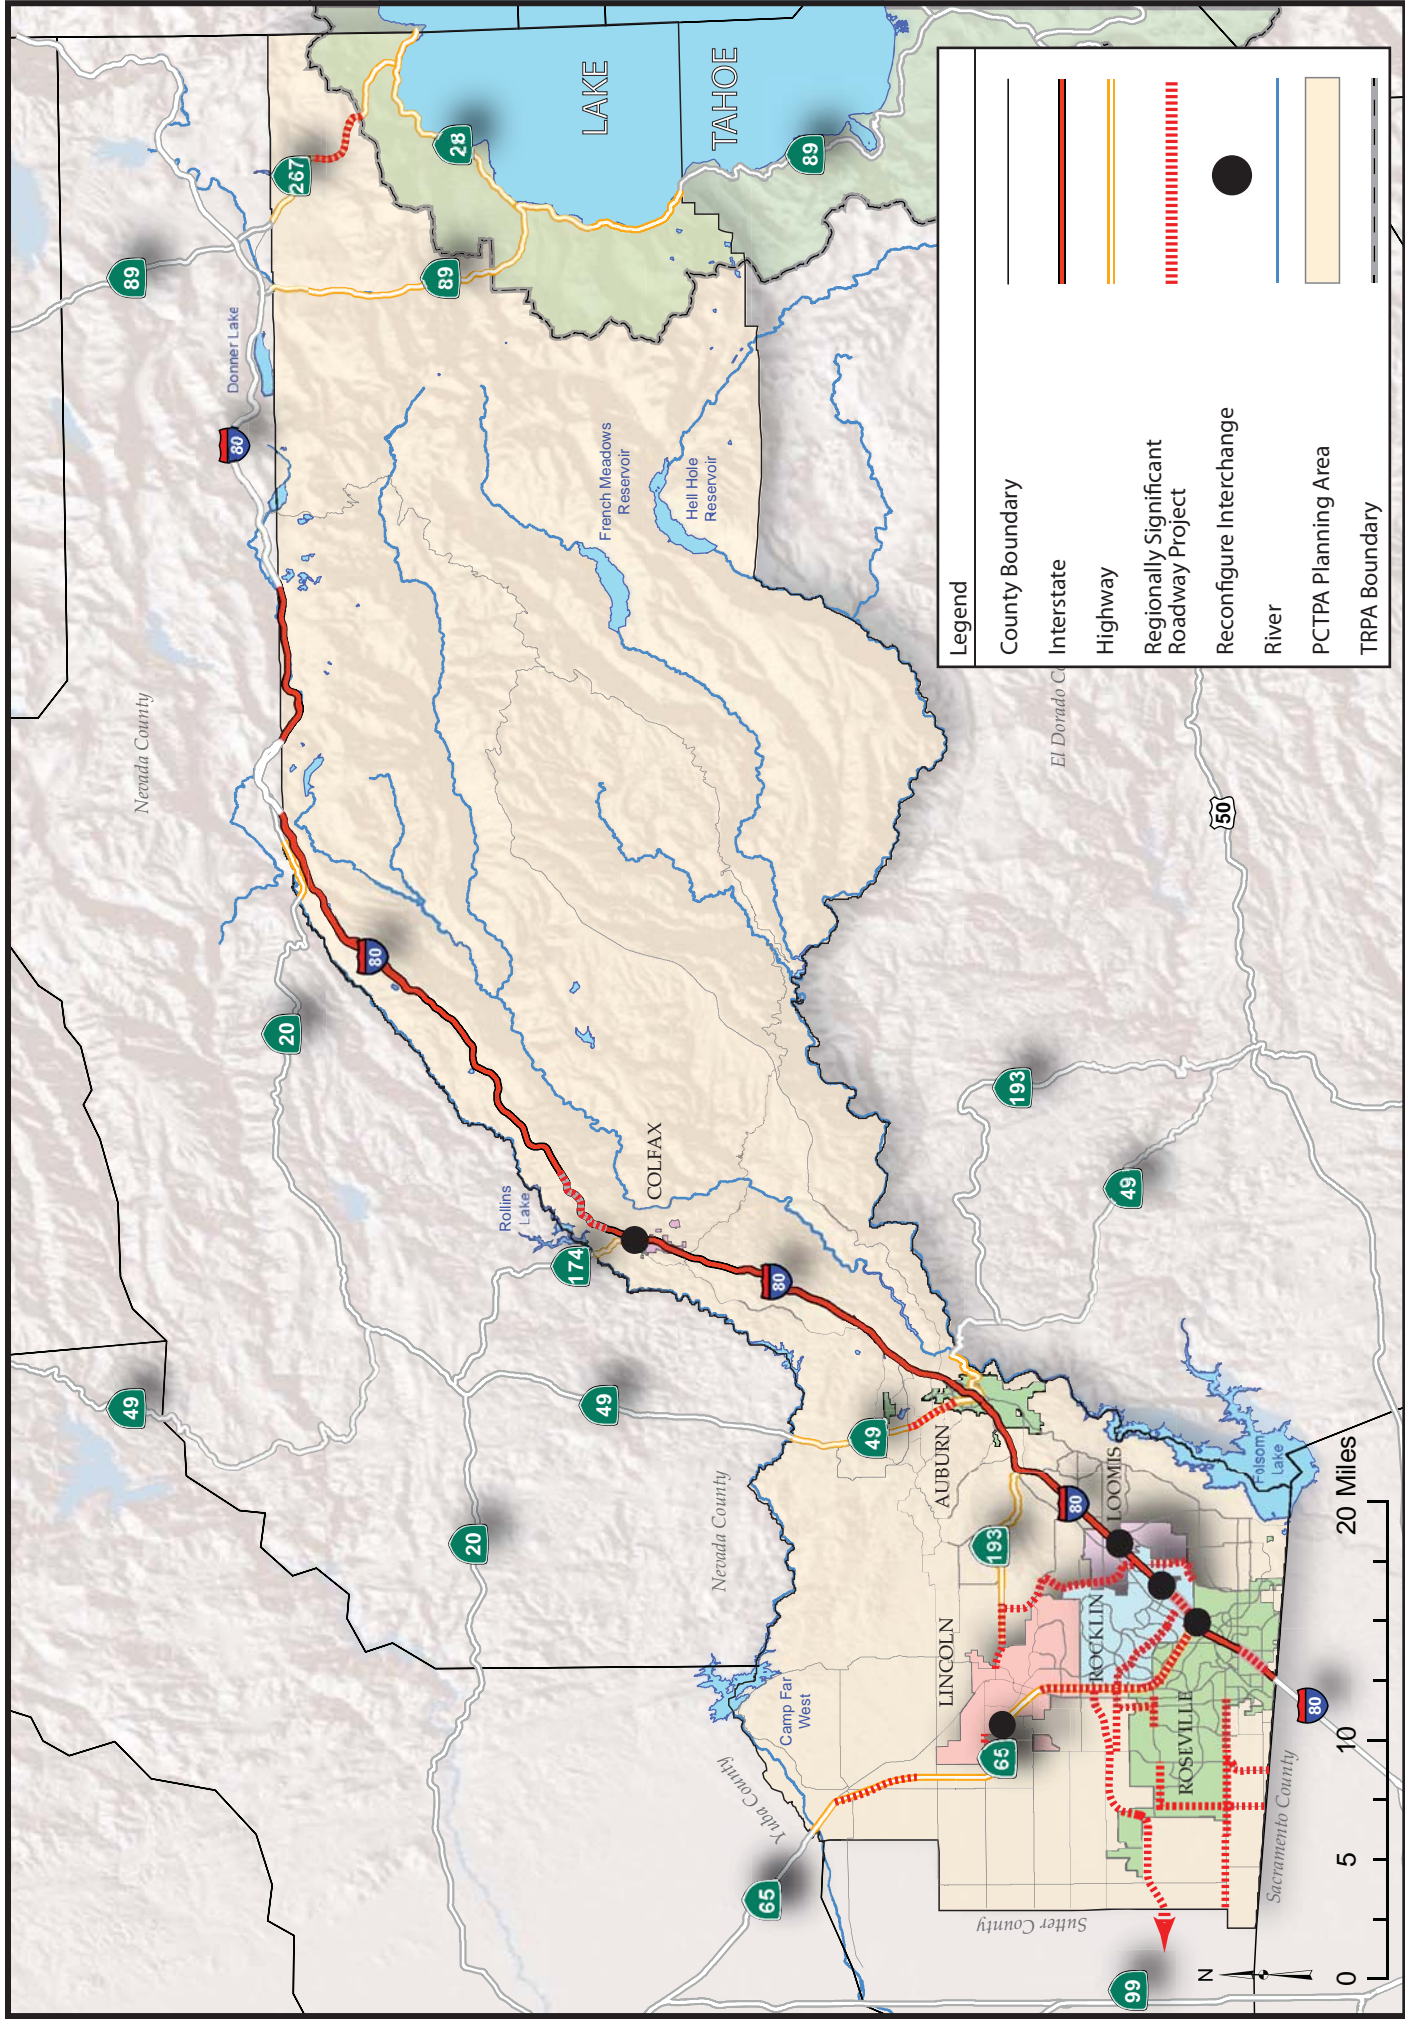 89
267
28
LAKE
TAHOE
89
89
Donner Lake
80
French Meadows
Reservoir
Hell Hole
Reservoir
Nevada County
20
80
Rollins
Lake
174
COLFAX
80
49
49
20
Nevada County
49
AUBURN
193
49
193
50
El Dorado Co
80
LOOMIS
Folsom
Lake
LINCOLN
ROCKLIN
ROSEVILLE
Camp Far
West
Yuba County
65
65
Sutter County
Sacramento County
80
99
N
0
5
10
20 Miles
Legend
County Boundary
Interstate
Highway
Regionally Significant
Roadway Project
Reconfigure Interchange
River
PCTPA Planning Area
TRPA Boundary